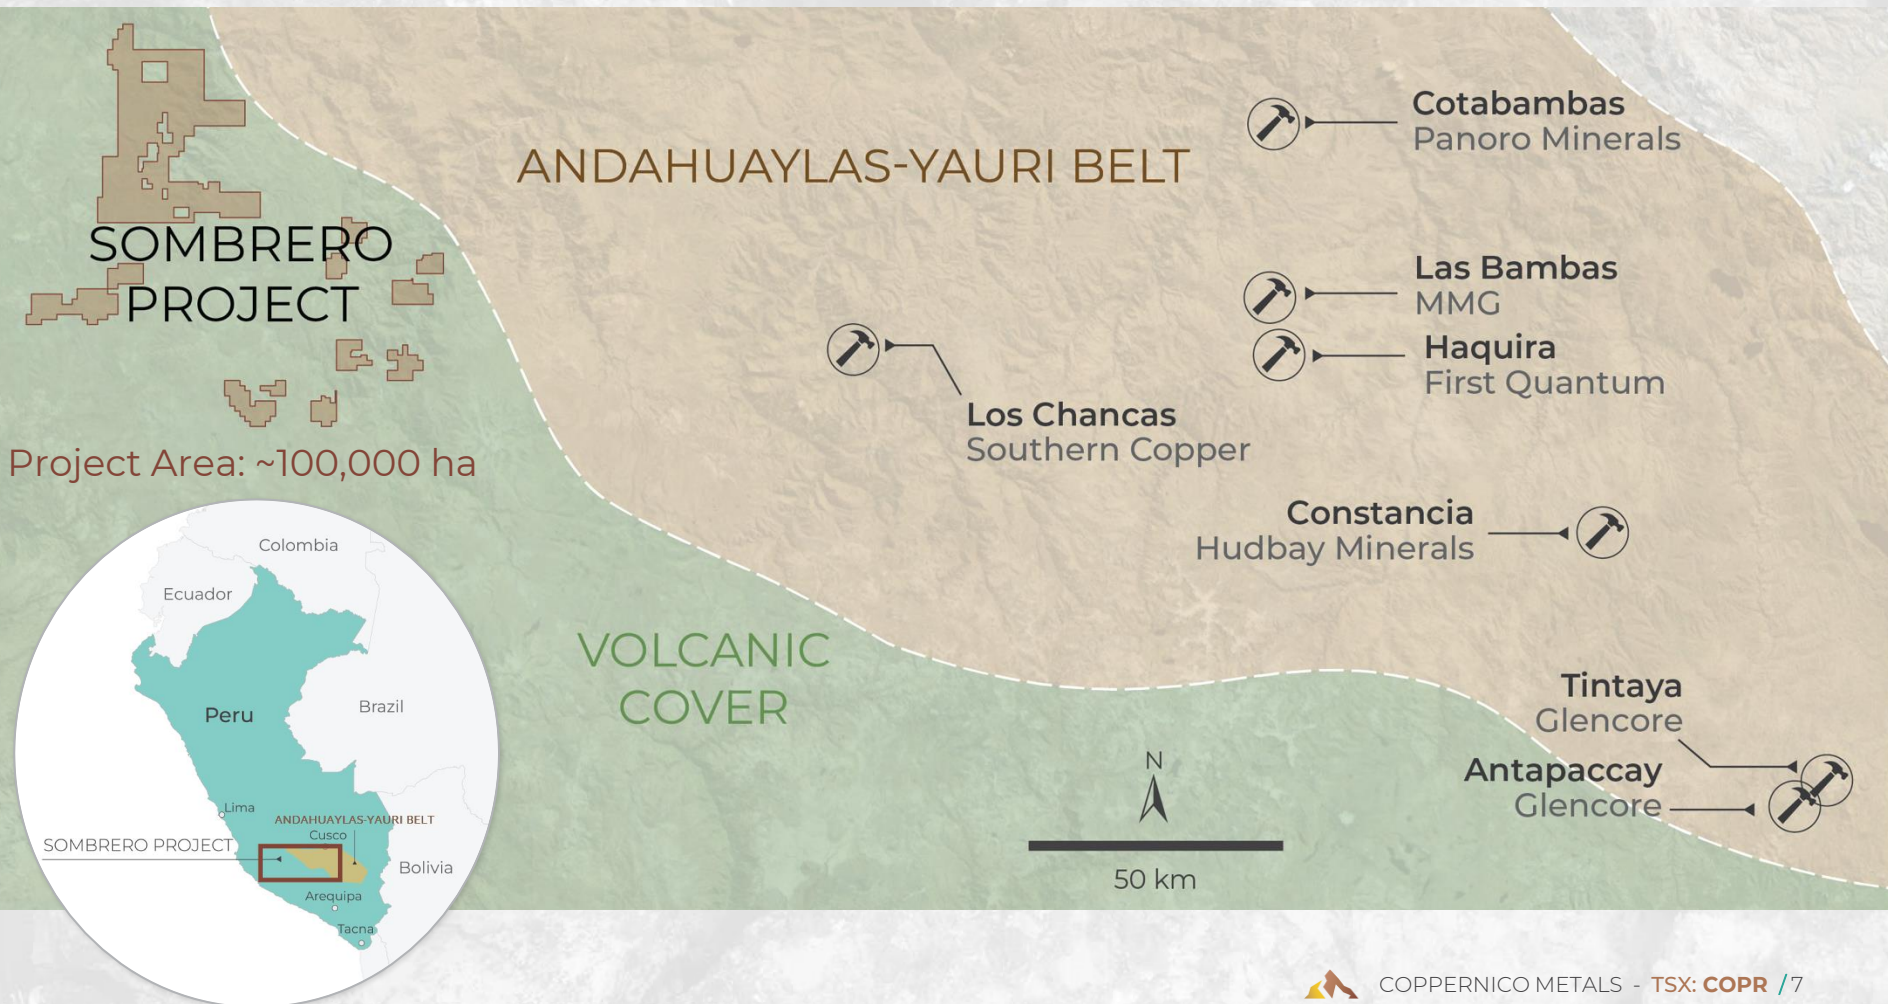 ANDAHUAYLAS-YAURI BELT
Cotabambas
Panoro Minerals
SOMBRERO
PROJECT
Las Bambas
MMG
Haquira
First Quantum
Los Chancas
Southern Copper
Project Area: ~100,000 ha
Constancia
Hudbay Minerals
VOLCANIC
COVER
Tintaya
Glencore
Antapaccay
Glencore
N
50 km
Colombia
Ecuador
Peru
Brazil
Lima
ANDAHUAYLAS-YAURI BELT
Cusco
SOMBRERO PROJECT
Bolivia
Arequipa
Tacna
COPPERNICO METALS - TSX: COPR / 7